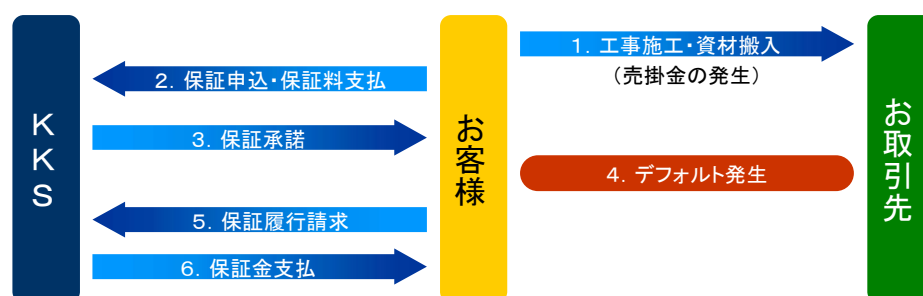 1. 工事施工・資材搬入
(売掛金の発生)
2. 保証申込・保証料支払
KKS
3. 保証承諾
お客様
お取引先
4. デフォルト発生
5. 保証履行請求
6. 保証金支払